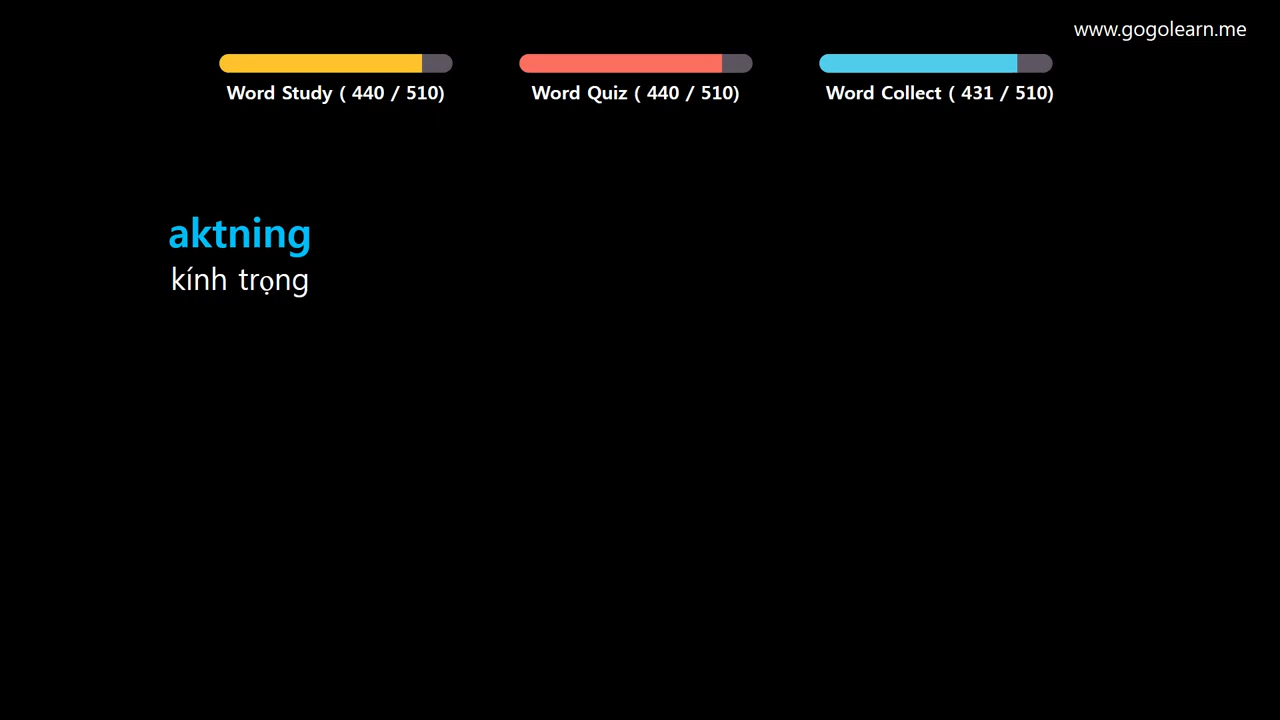 www.gogolearn.me
Word Study ( 440 / 510)
Word Quiz ( 440 / 510)
Word Collect ( 431 / 510)
aktning
kính trọng